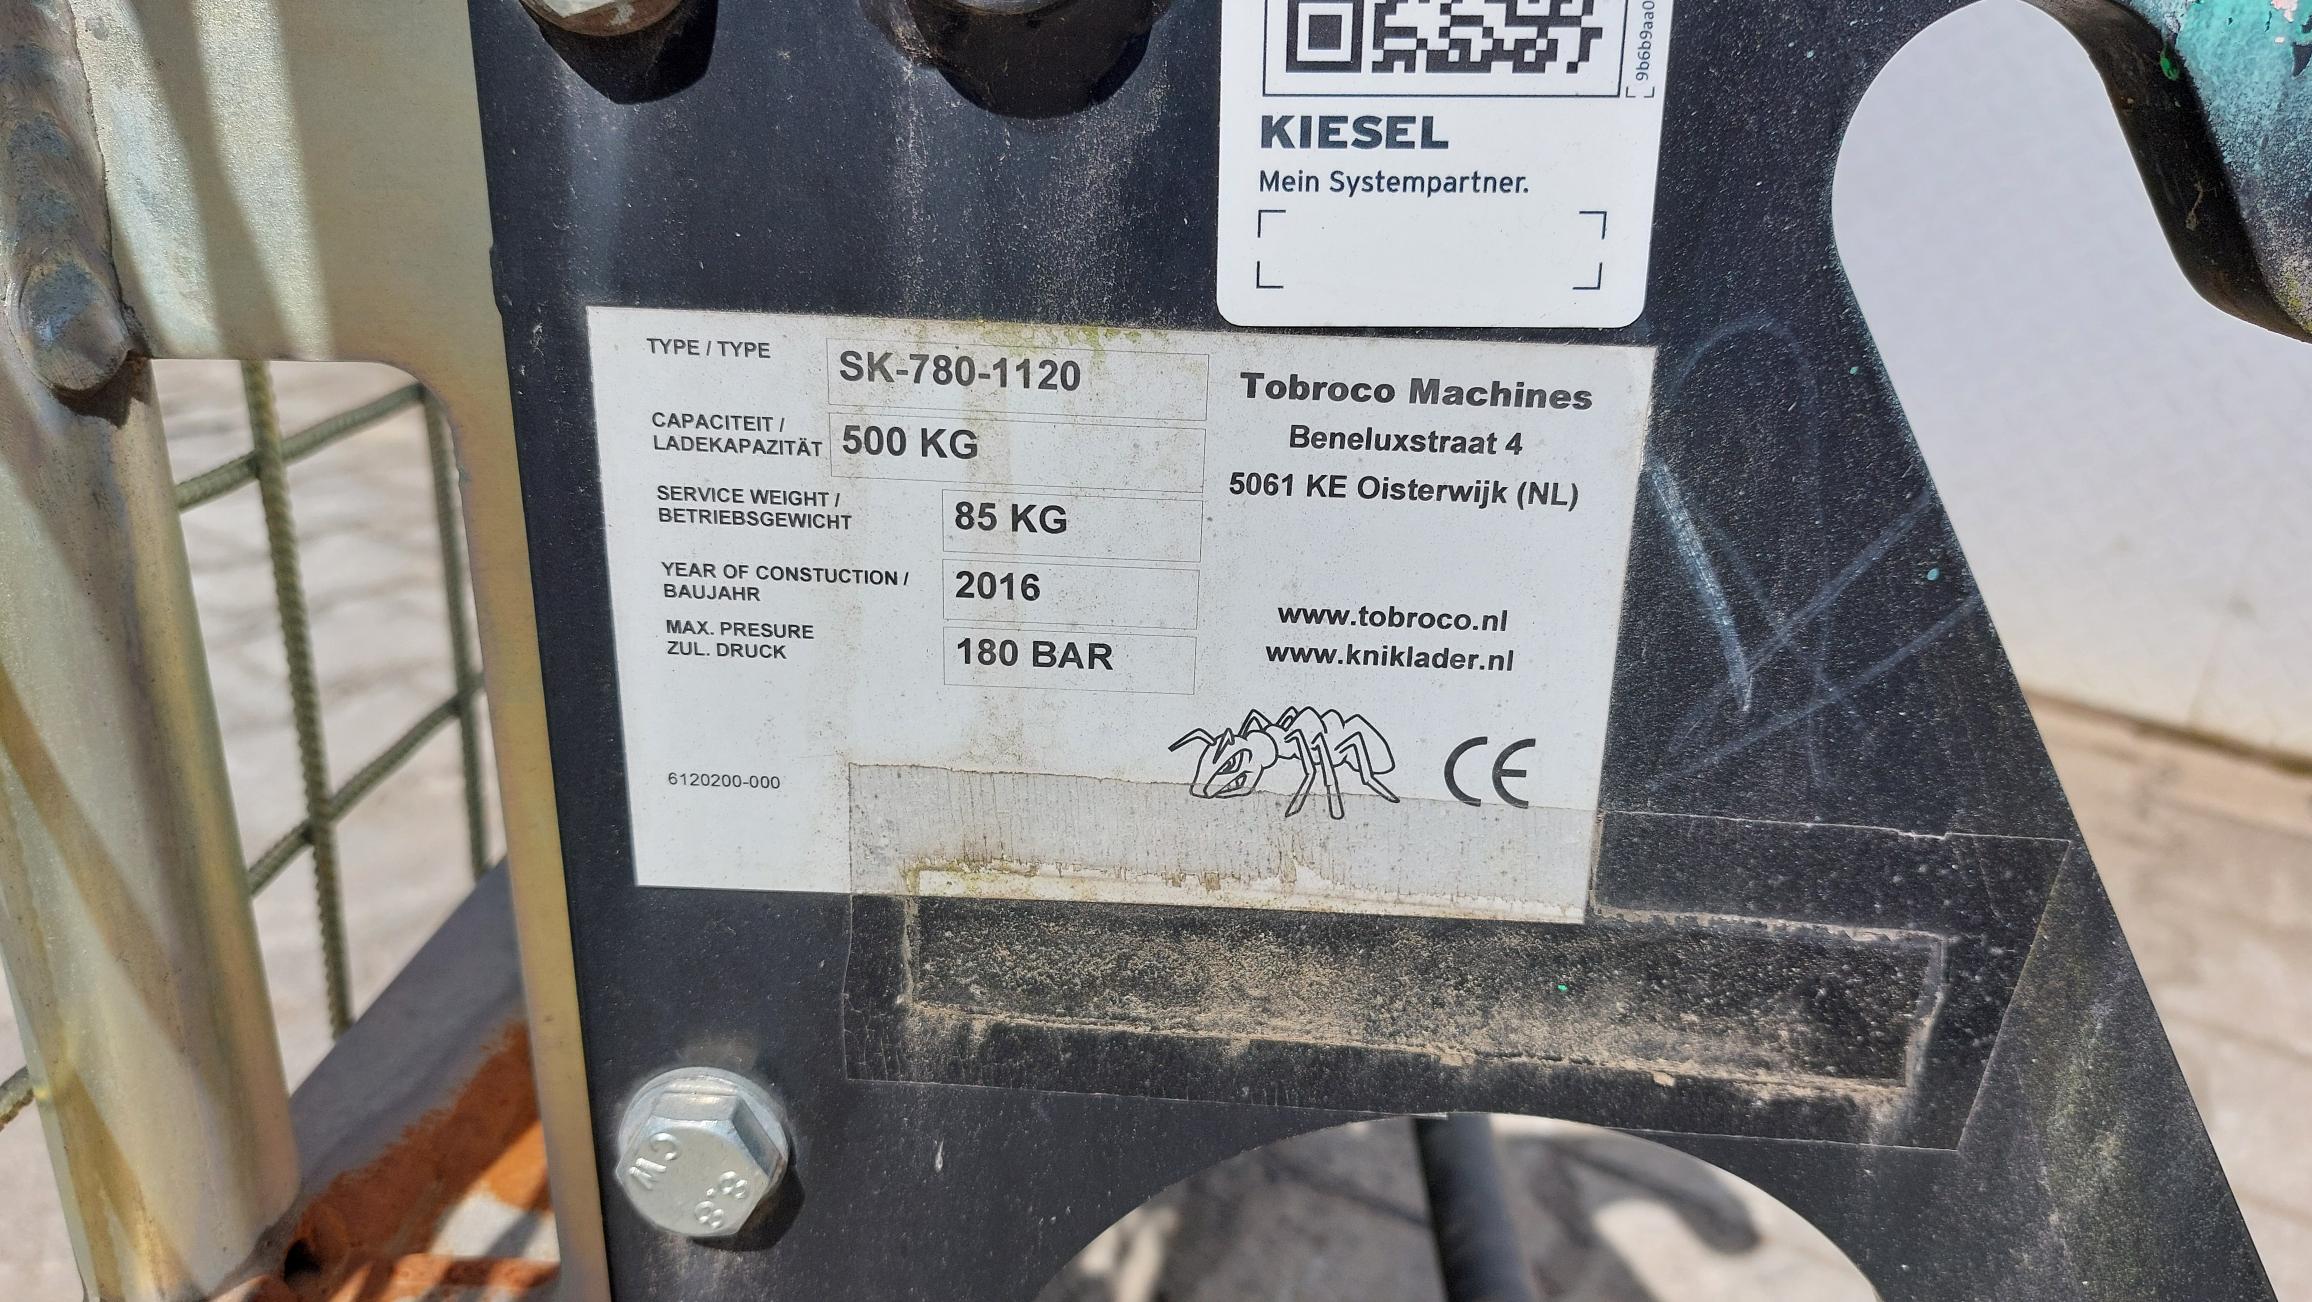 9b6b9aa0
KIESEL
Mein Systempartner.
TYPE / TYPE
SK-780-1120
CAPACITEIT /
LADEKAPAZITÄT
500 KG
SERVICE WEIGHT /
BETRIEBSGEWICHT
85 KG
YEAR OF CONSTUCTION /
BAUJAHR
2016
MAX. PRESURE
ZUL. DRUCK
180 BAR
6120200-000
Tobroco Machines
Beneluxstraat 4
5061 KE Oisterwijk (NL)
www.tobroco.nl
www.kniklader.nl
CE
CW
8.8